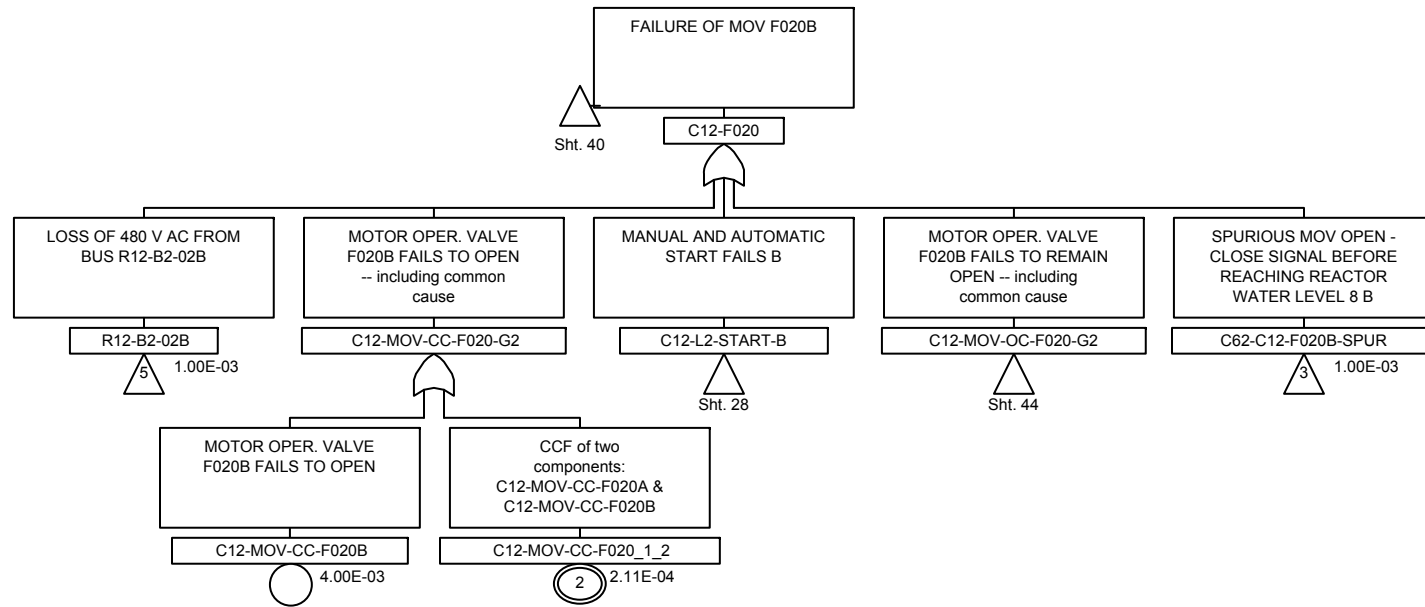 FAILURE OF MOV F020B
Sht. 40
C12-F020
LOSS OF 480 V AC FROM
BUS R12-B2-02B
R12-B2-02B
5
1.00E-03
MOTOR OPER. VALVE
F020B FAILS TO OPEN
-- including common
cause
C12-MOV-CC-F020-G2
MANUAL AND AUTOMATIC
START FAILS B
C12-L2-START-B
Sht. 28
MOTOR OPER. VALVE
F020B FAILS TO REMAIN
OPEN -- including
common cause
C12-MOV-OC-F020-G2
Sht. 44
SPURIOUS MOV OPEN -
CLOSE SIGNAL BEFORE
REACHING REACTOR
WATER LEVEL 8 B
C62-C12-F020B-SPUR
3
1.00E-03
MOTOR OPER. VALVE
F020B FAILS TO OPEN
C12-MOV-CC-F020B
4.00E-03
CCF of two
components:
C12-MOV-CC-F020A &
C12-MOV-CC-F020B
C12-MOV-CC-F020_1_2
2
2.11E-04